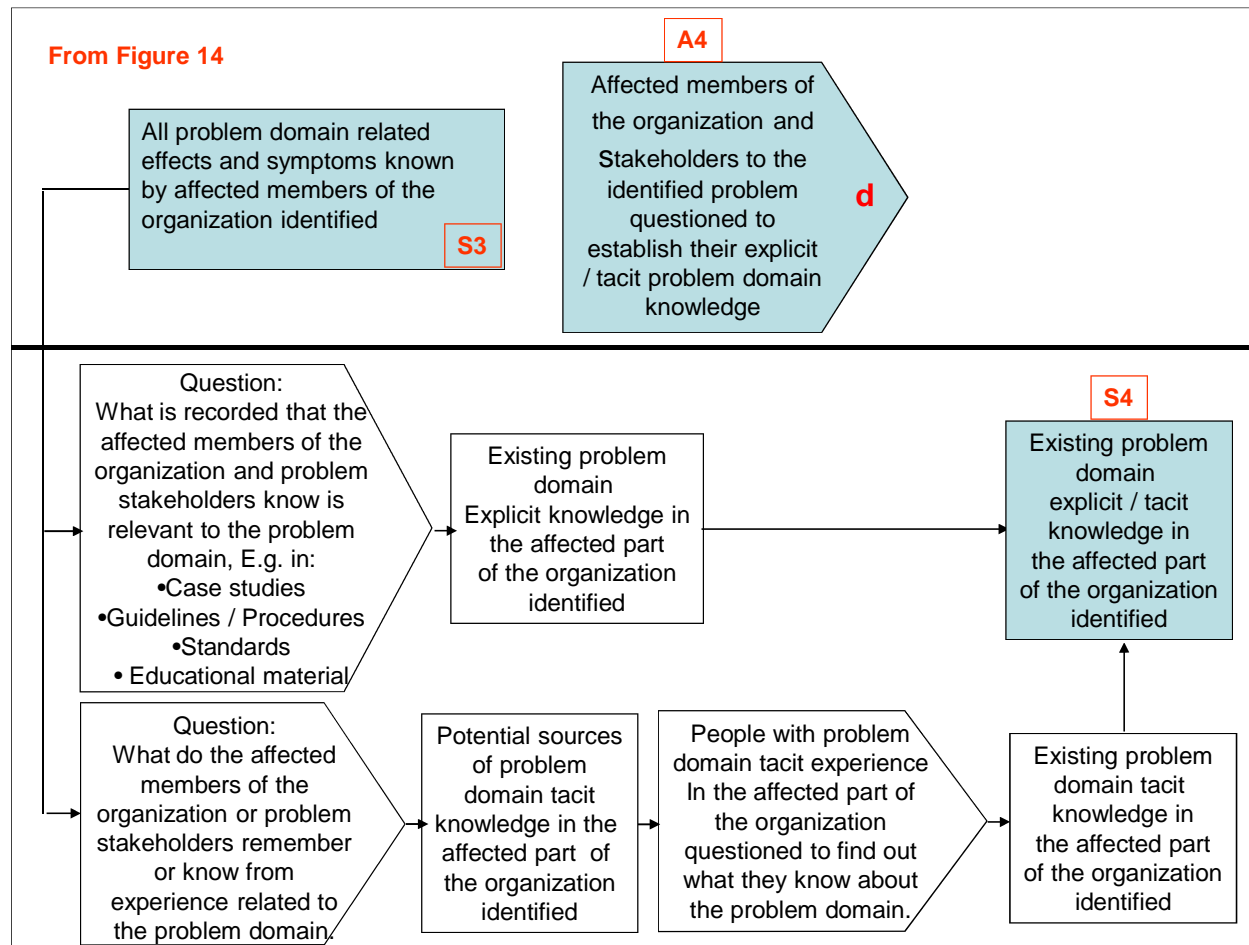 From Figure 14
A4
All problem domain related
effects and symptoms known
by affected members of the
organization identified
S3
Affected members of
the organization and
Stakeholders to the
identified problem
questioned to
establish their explicit
/ tacit problem domain
knowledge
d
Question:
What is recorded that the
affected members of the
organization and problem
stakeholders know is
relevant to the problem
domain, E.g. in:
•Case studies
•Guidelines / Procedures
•Standards
• Educational material
Existing problem
domain
Explicit knowledge in
the affected part
of the organization
identified
S4
Existing problem
domain
explicit / tacit
knowledge in
the affected part
of the organization
identified
Question:
What do the affected
members of the
organization or problem
stakeholders remember
or know from
experience related to
the problem domain.
Potential sources
of problem
domain tacit
knowledge in the
affected part of
the organization
identified
People with problem
domain tacit experience
In the affected part of
the organization
questioned to find out
what they know about
the problem domain.
Existing problem
domain tacit
knowledge in
the affected part
of the organization
identified